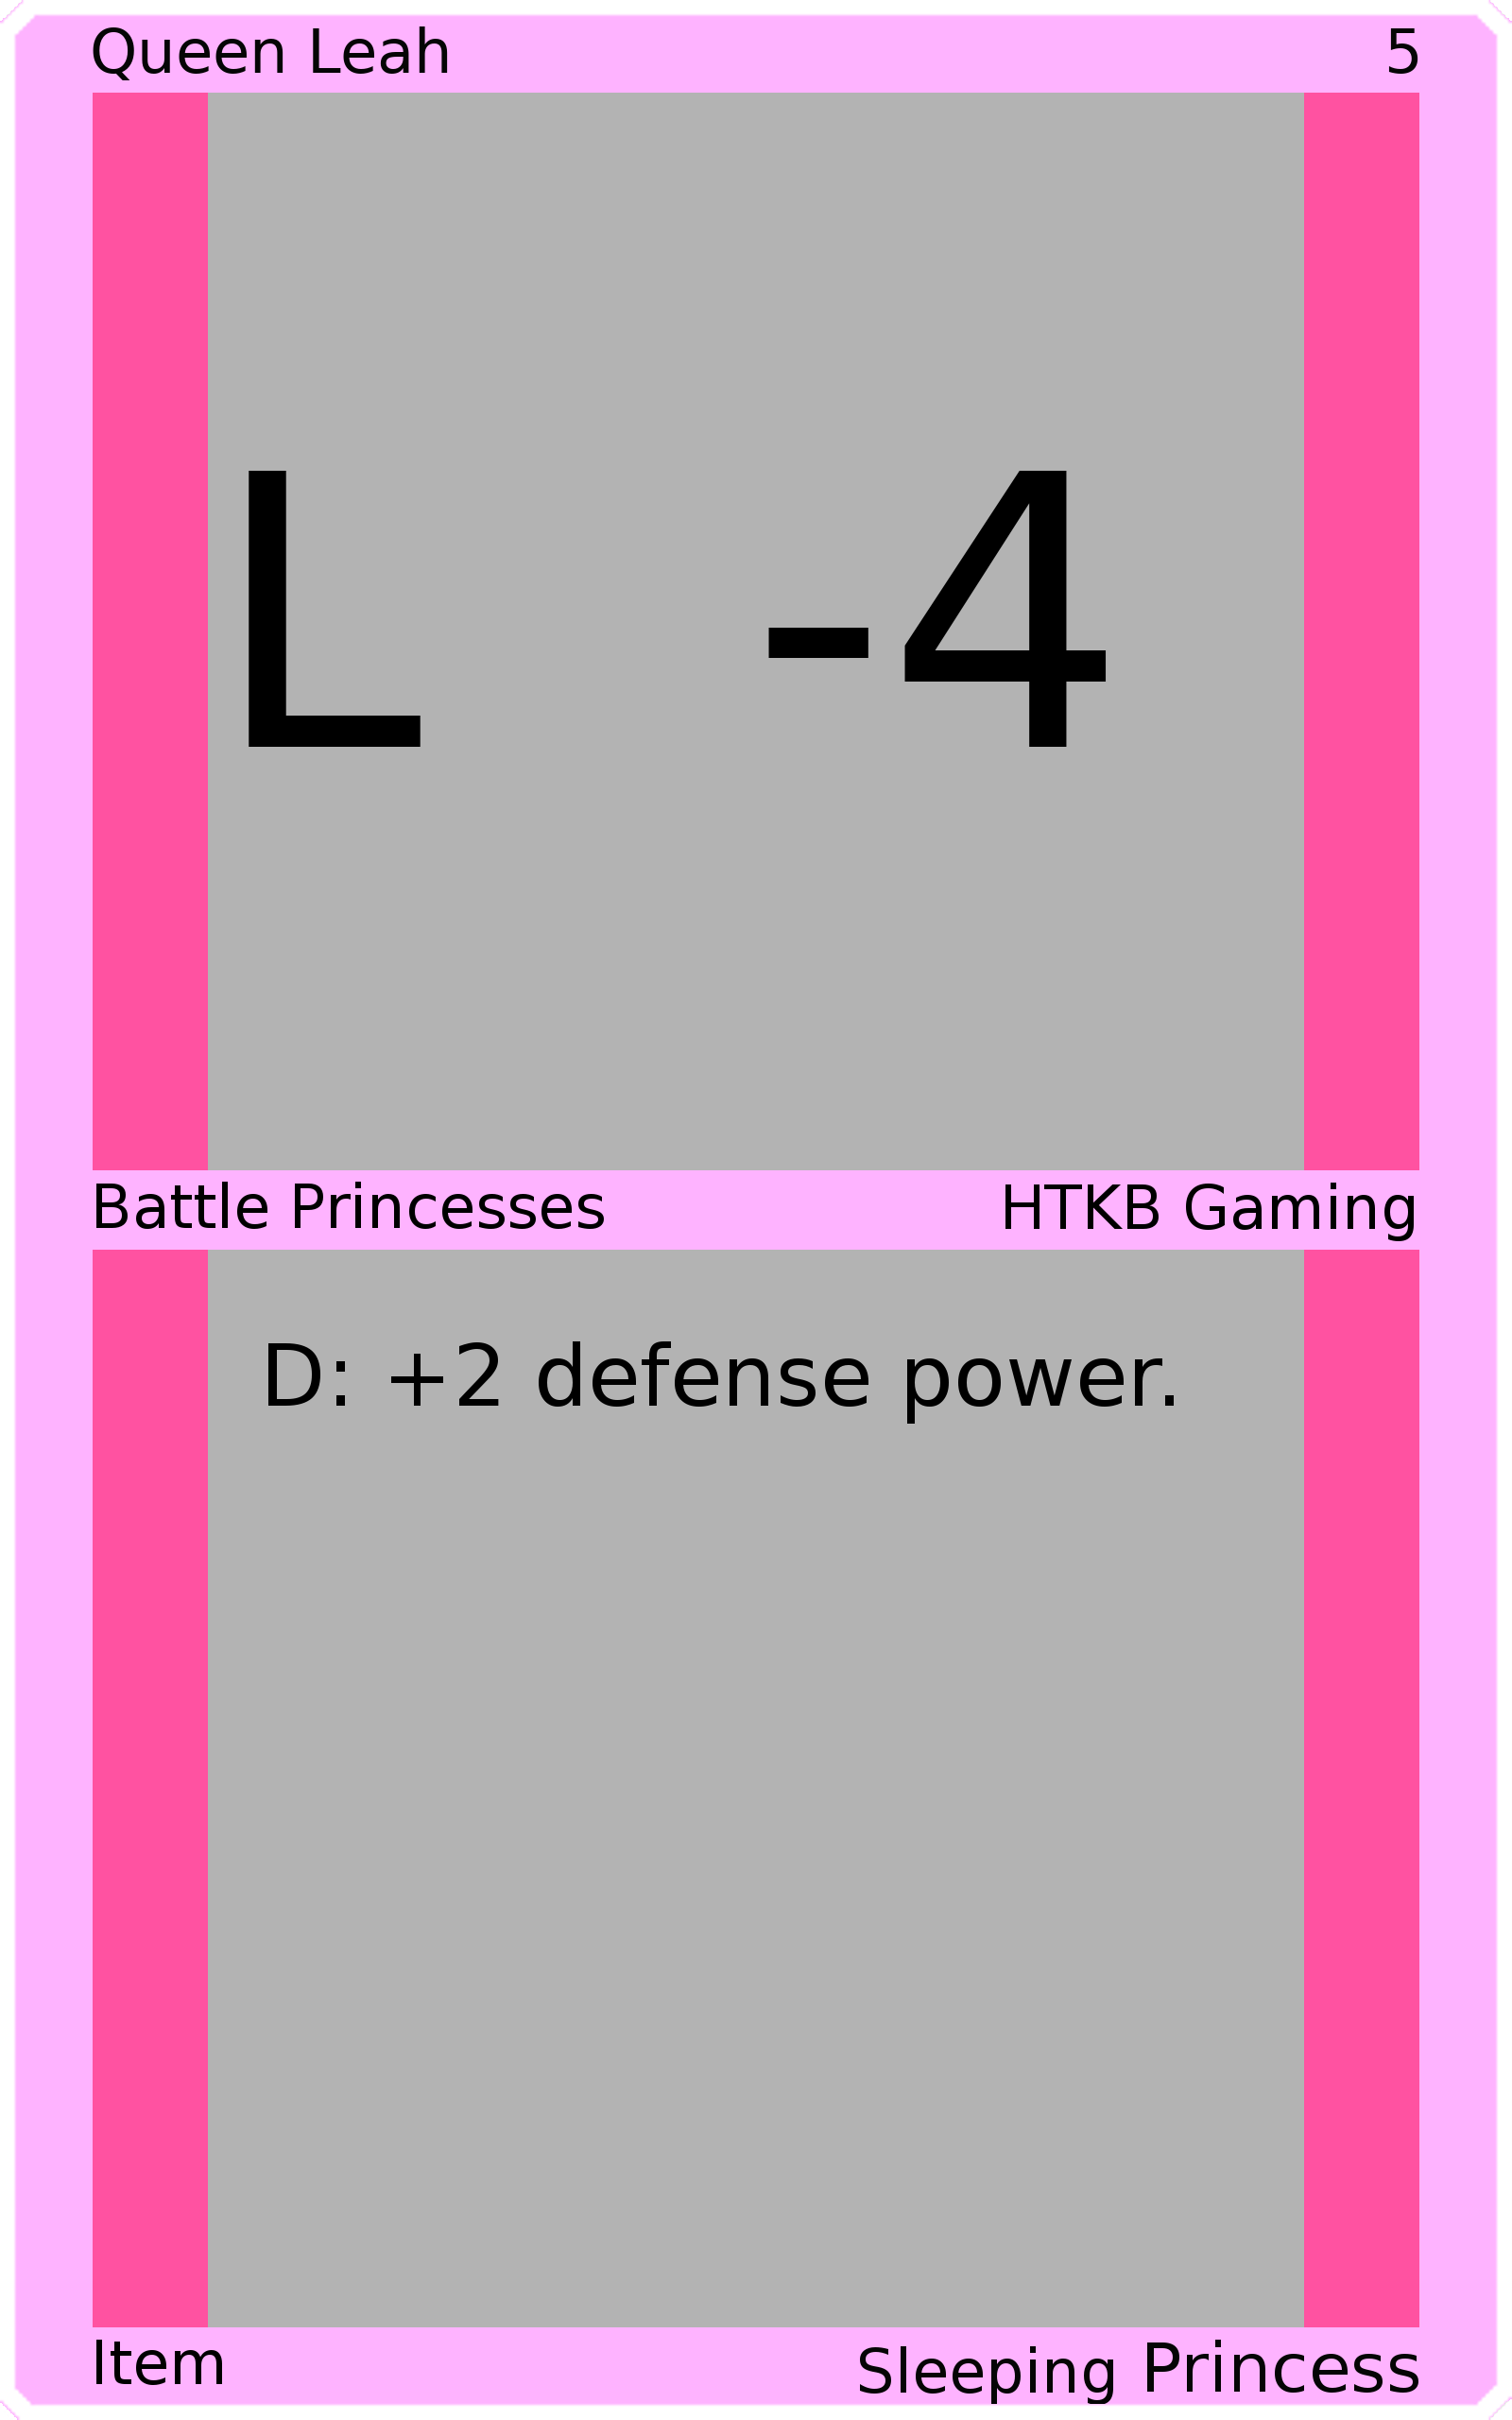 Queen Leah 5
L -4
Battle Princesses HTKB Gaming
D: +2 defense power.
Item Sleeping Princess